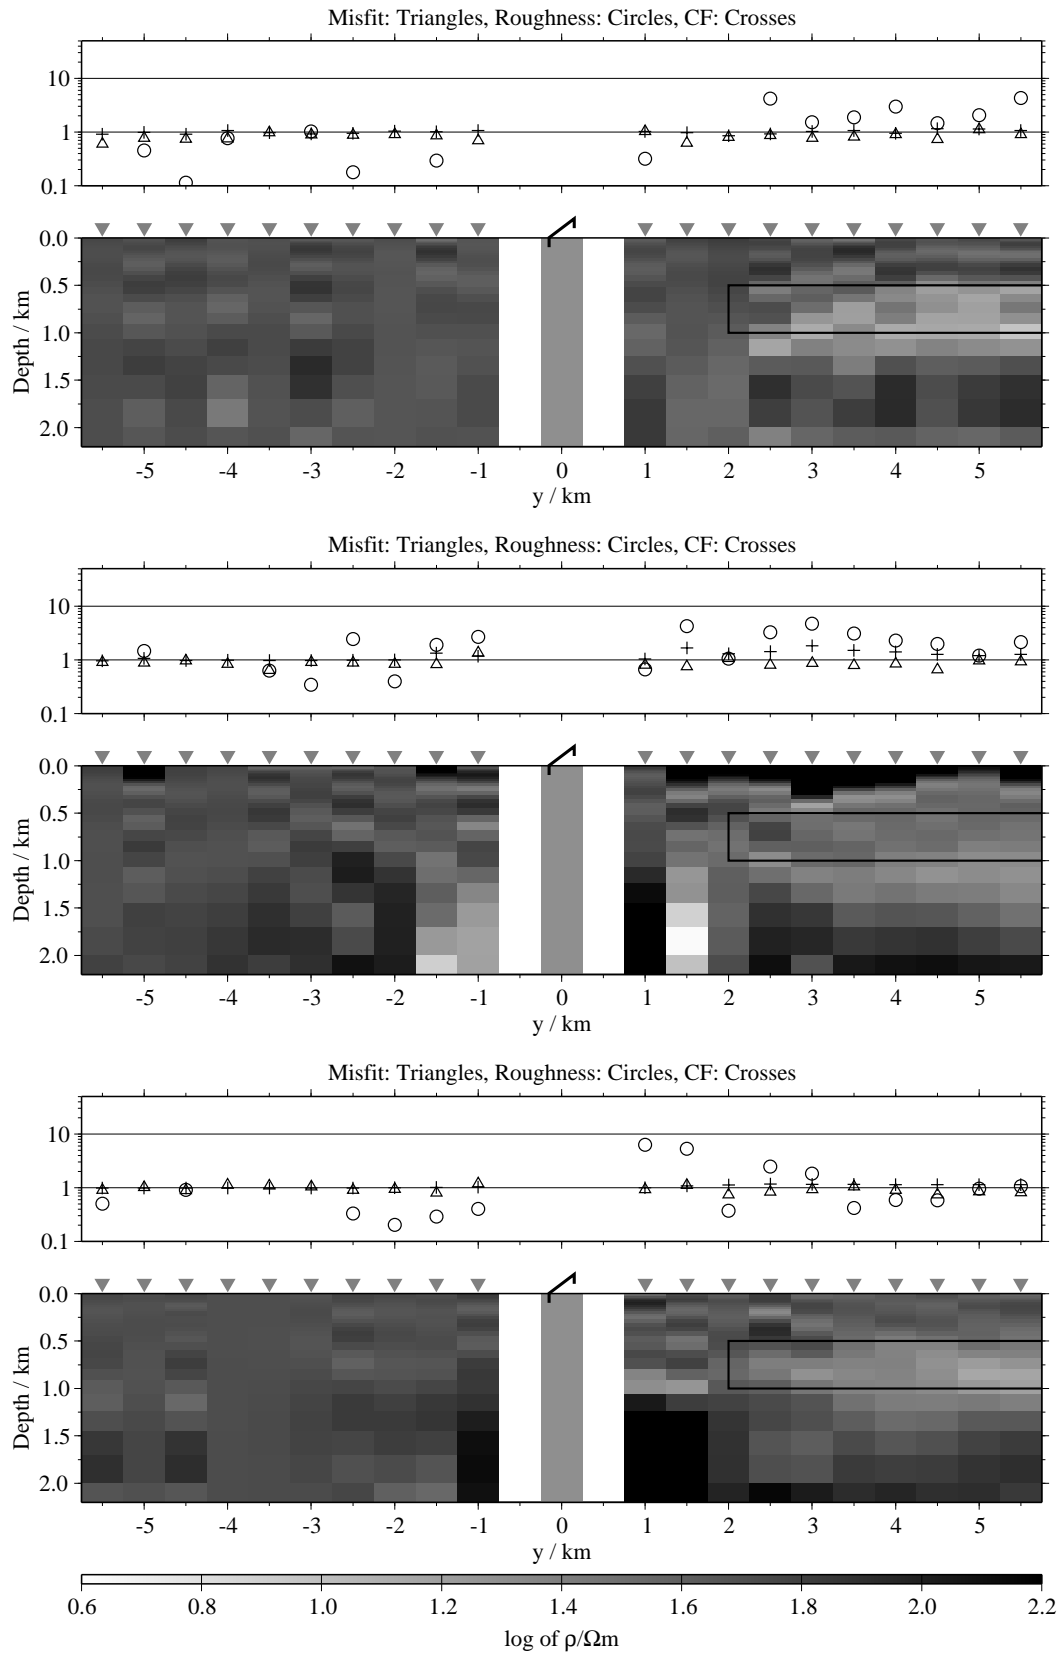 Misfit: Triangles, Roughness: Circles, CF: Crosses
10
1
0.1
0.0
0.5
1.0
1.5
2.0
Depth / km
-5 -4 -3 -2 -1 0 1 2 3 4 5
y / km
Misfit: Triangles, Roughness: Circles, CF: Crosses
10
1
0.1
0.0
0.5
1.0
1.5
2.0
Depth / km
-5 -4 -3 -2 -1 0 1 2 3 4 5
y / km
Misfit: Triangles, Roughness: Circles, CF: Crosses
10
1
0.1
0.0
0.5
1.0
1.5
2.0
Depth / km
-5 -4 -3 -2 -1 0 1 2 3 4 5
y / km
0.6 0.8 1.0 1.2 1.4 1.6 1.8 2.0 2.2
log of ρ/Ωm